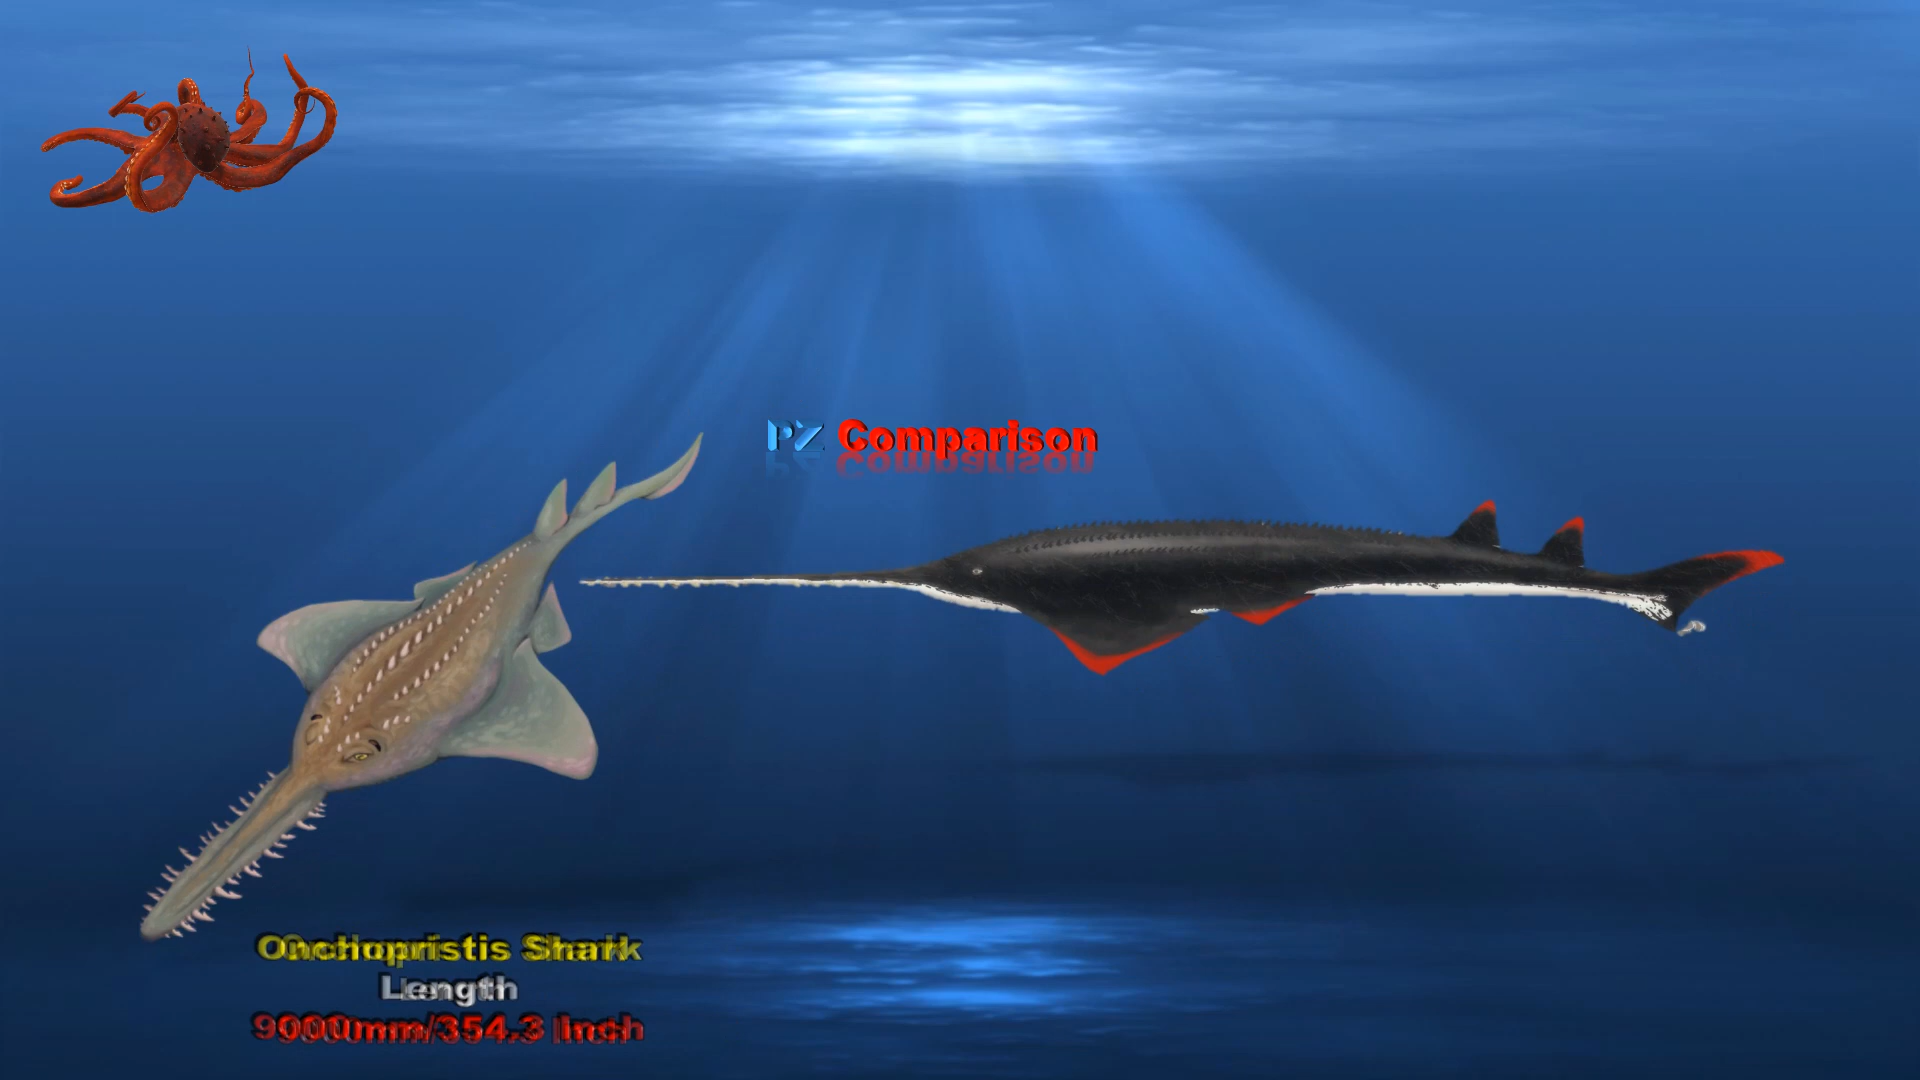 PZ Comparison
Onchopristis Shark
Length
9000mm/354.3 Inch